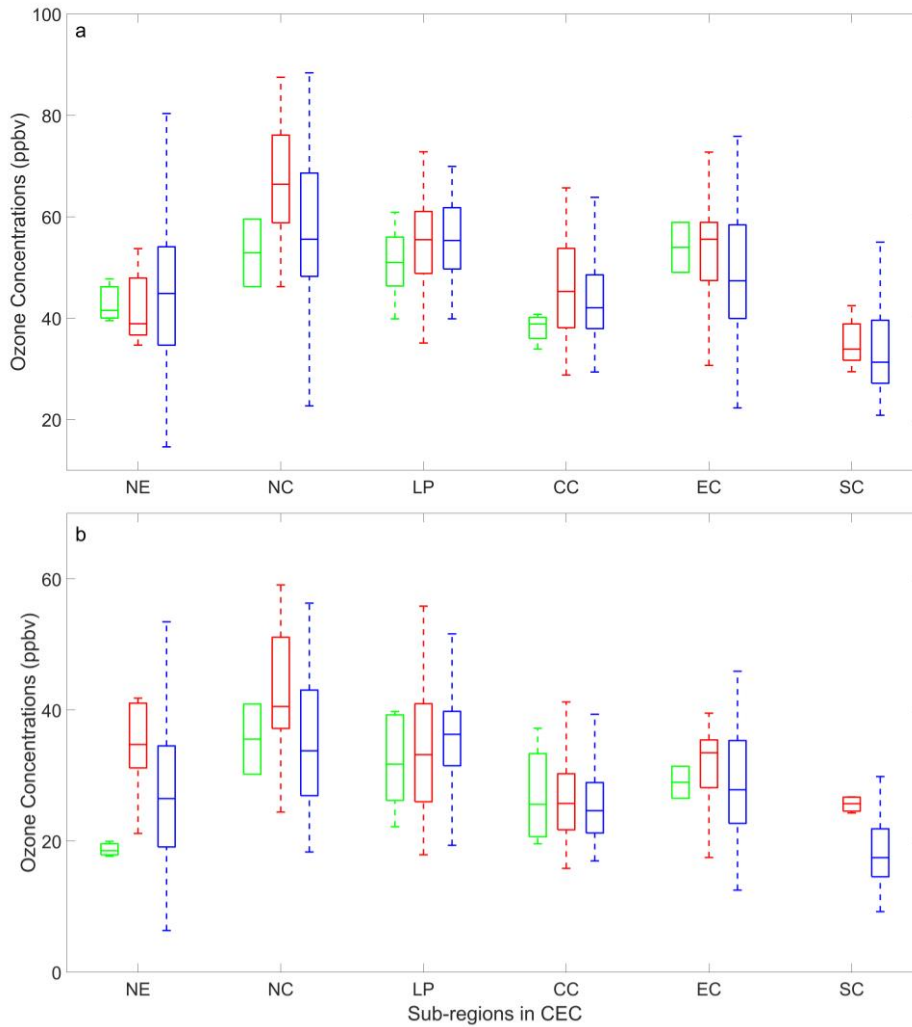 a
100
80
60
40
20
Ozone Concentrations (ppbv)
NE NC LP CC EC SC
b
60
40
20
0
Ozone Concentrations (ppbv)
NE NC LP CC EC SC
Sub-regions in CEC